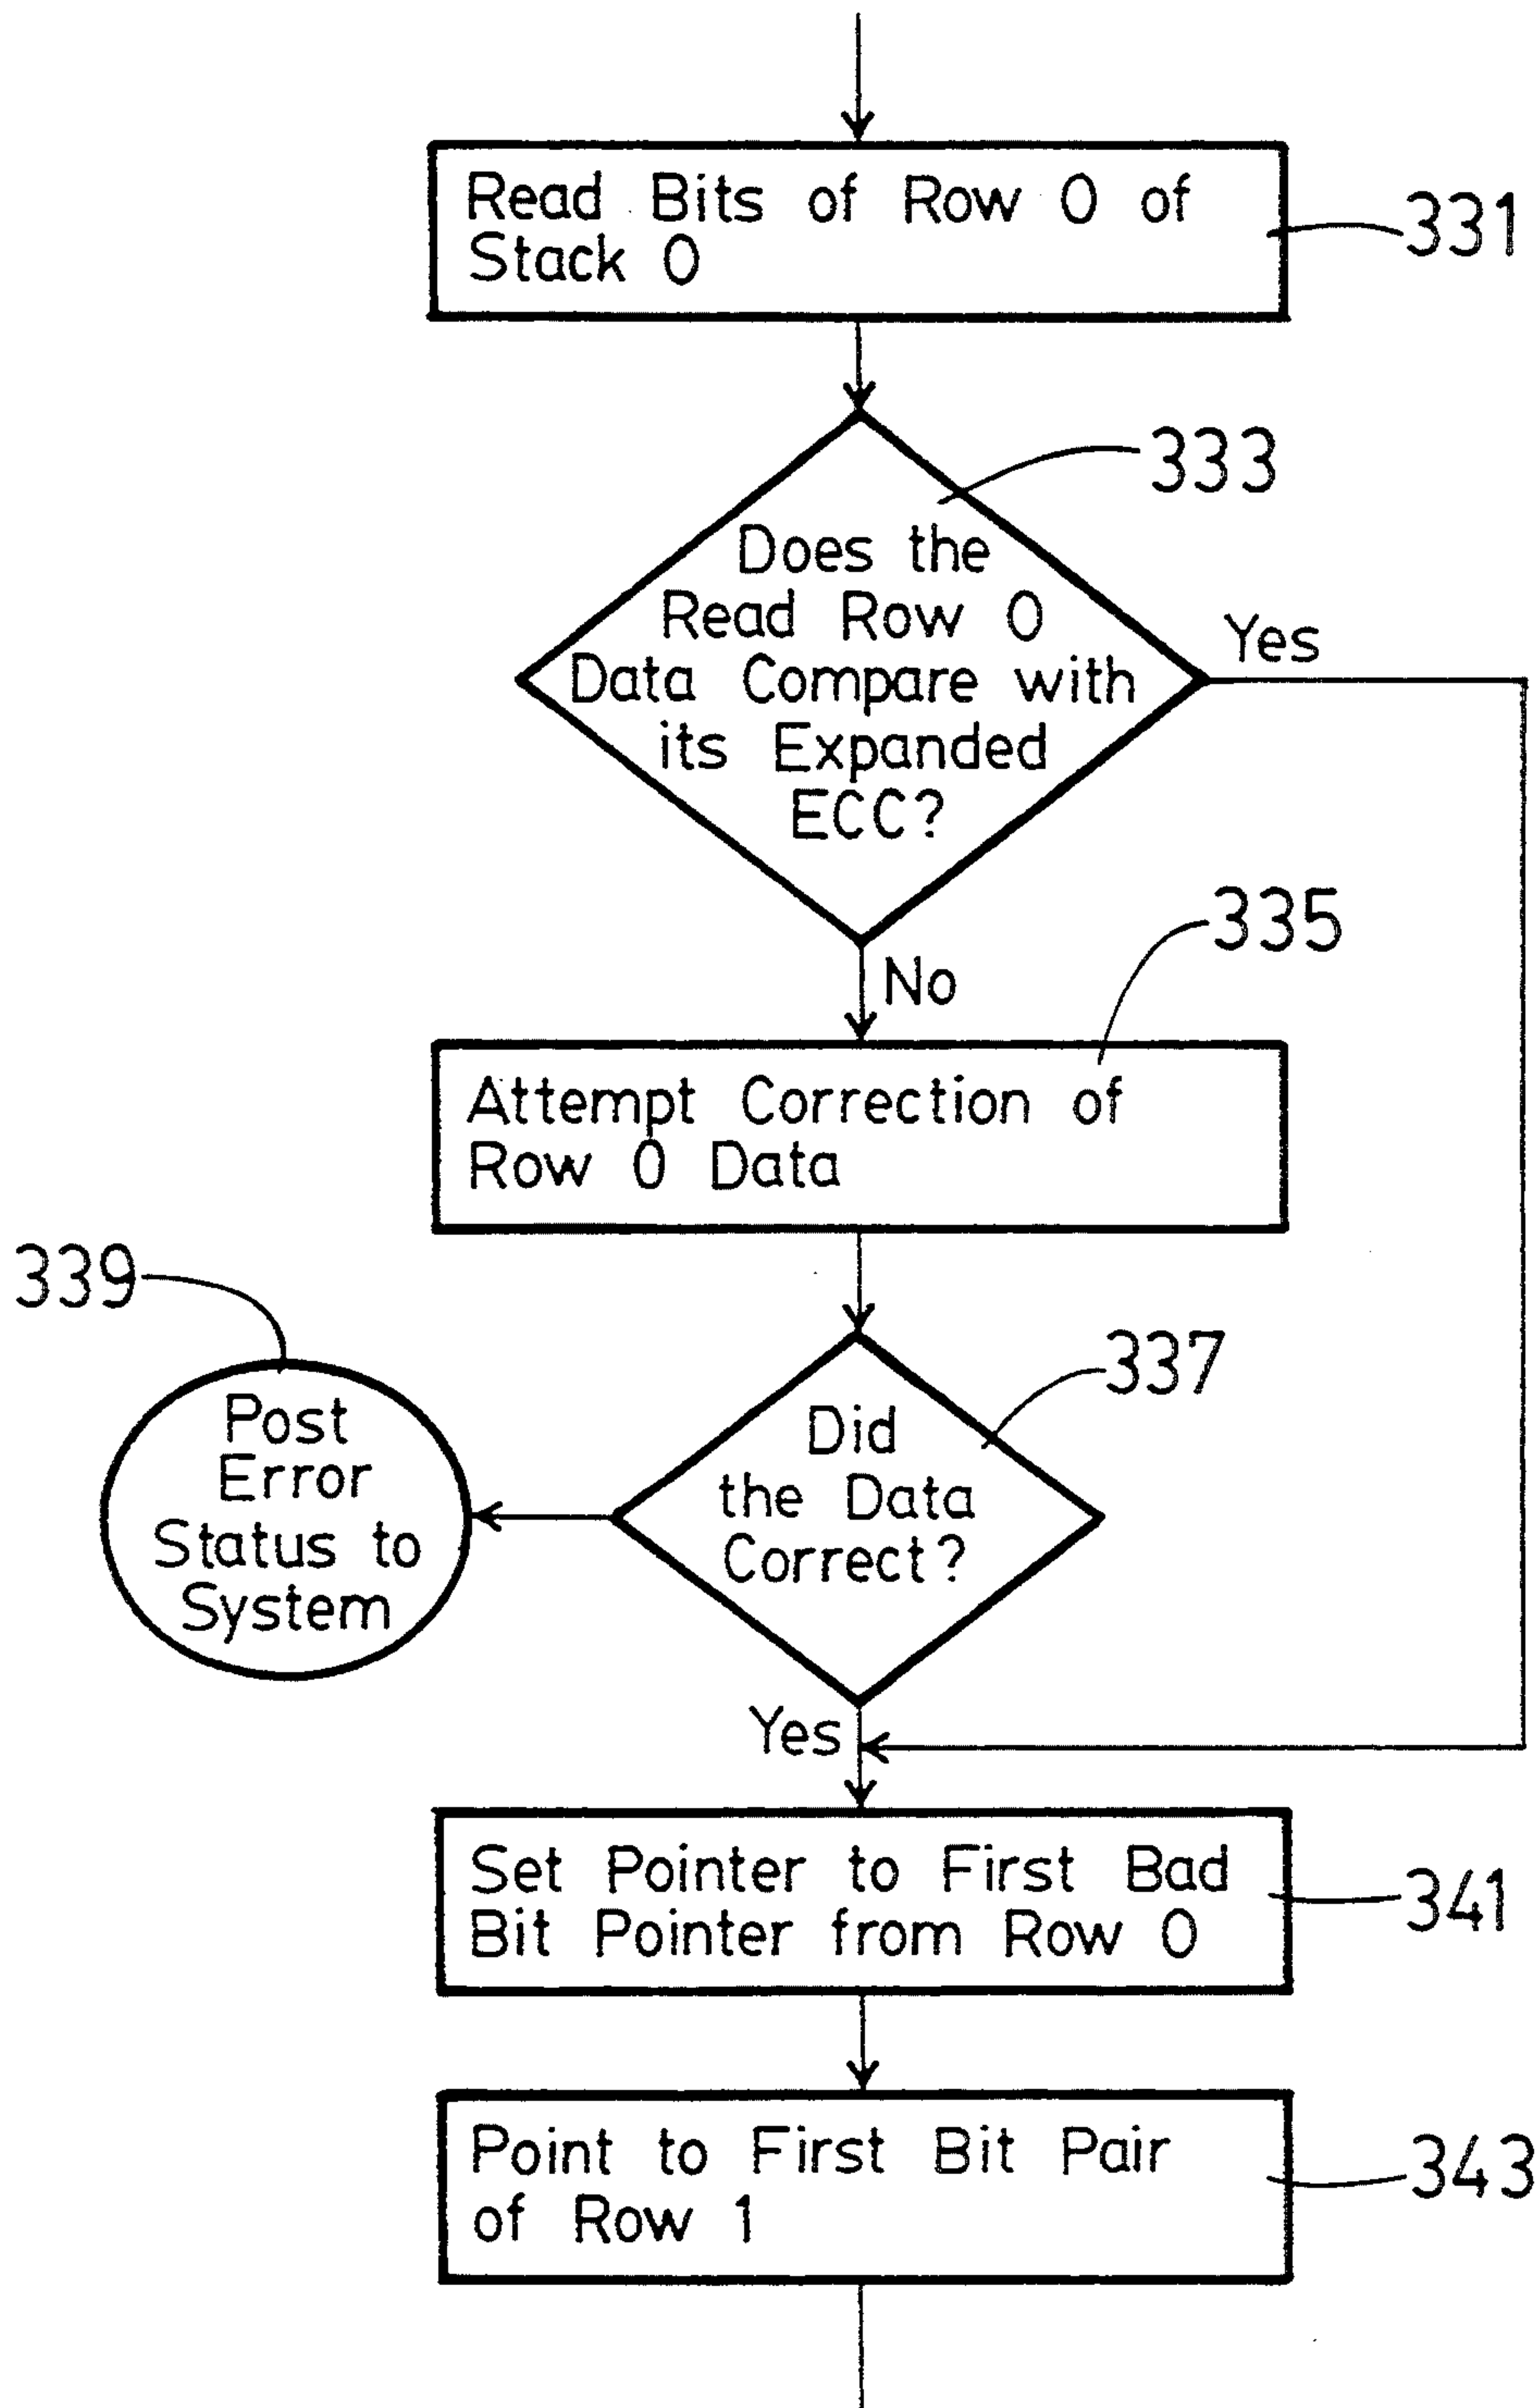 Read Bits of Row 0 of
Stack 0
331
333
Does the
Read Row 0
Data Compare with
its Expanded
ECC?
Yes
335
No
Attempt Correction of
Row 0 Data
339
337
Post
Error
Status to
System
Did
the Data
Correct?
Yes
Set Pointer to First Bad
Bit Pointer from Row 0
341
Point to First Bit Pair
of Row 1
343